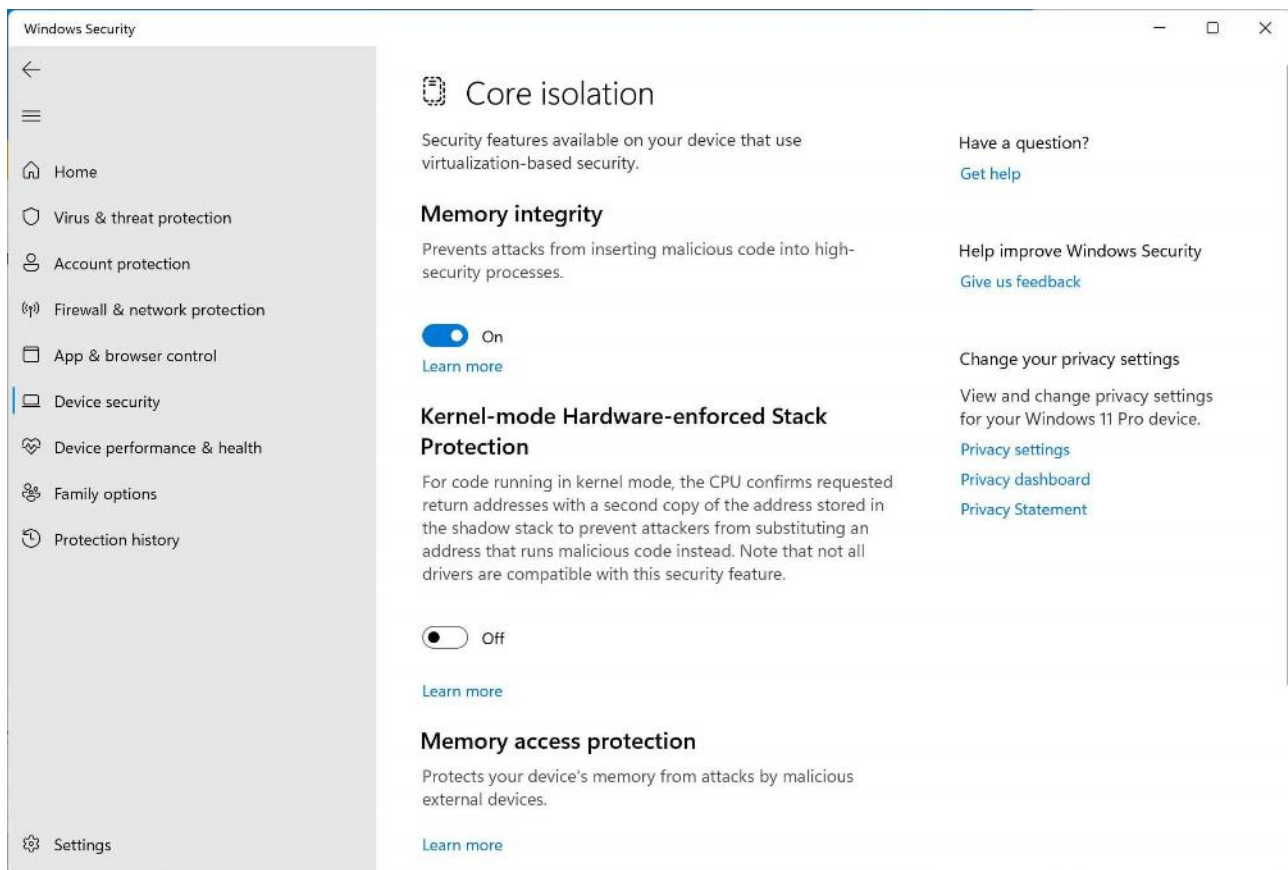 Windows Security
Home
Virus & threat protection
Account protection
Firewall & network protection
App & browser control
Device security
Device performance & health
Family options
Protection history
Settings
Core isolation
Security features available on your device that use
virtualization-based security.
Memory integrity
Prevents attacks from inserting malicious code into high-
security processes.
On
Learn more
Kernel-mode Hardware-enforced Stack
Protection
For code running in kernel mode, the CPU confirms requested
return addresses with a second copy of the address stored in
the shadow stack to prevent attackers from substituting an
address that runs malicious code instead. Note that not all
drivers are compatible with this security feature.
Off
Learn more
Memory access protection
Protects your device's memory from attacks by malicious
external devices.
Learn more
Have a question?
Get help
Help improve Windows Security
Give us feedback
Change your privacy settings
View and change privacy settings
for your Windows 11 Pro device.
Privacy settings
Privacy dashboard
Privacy Statement